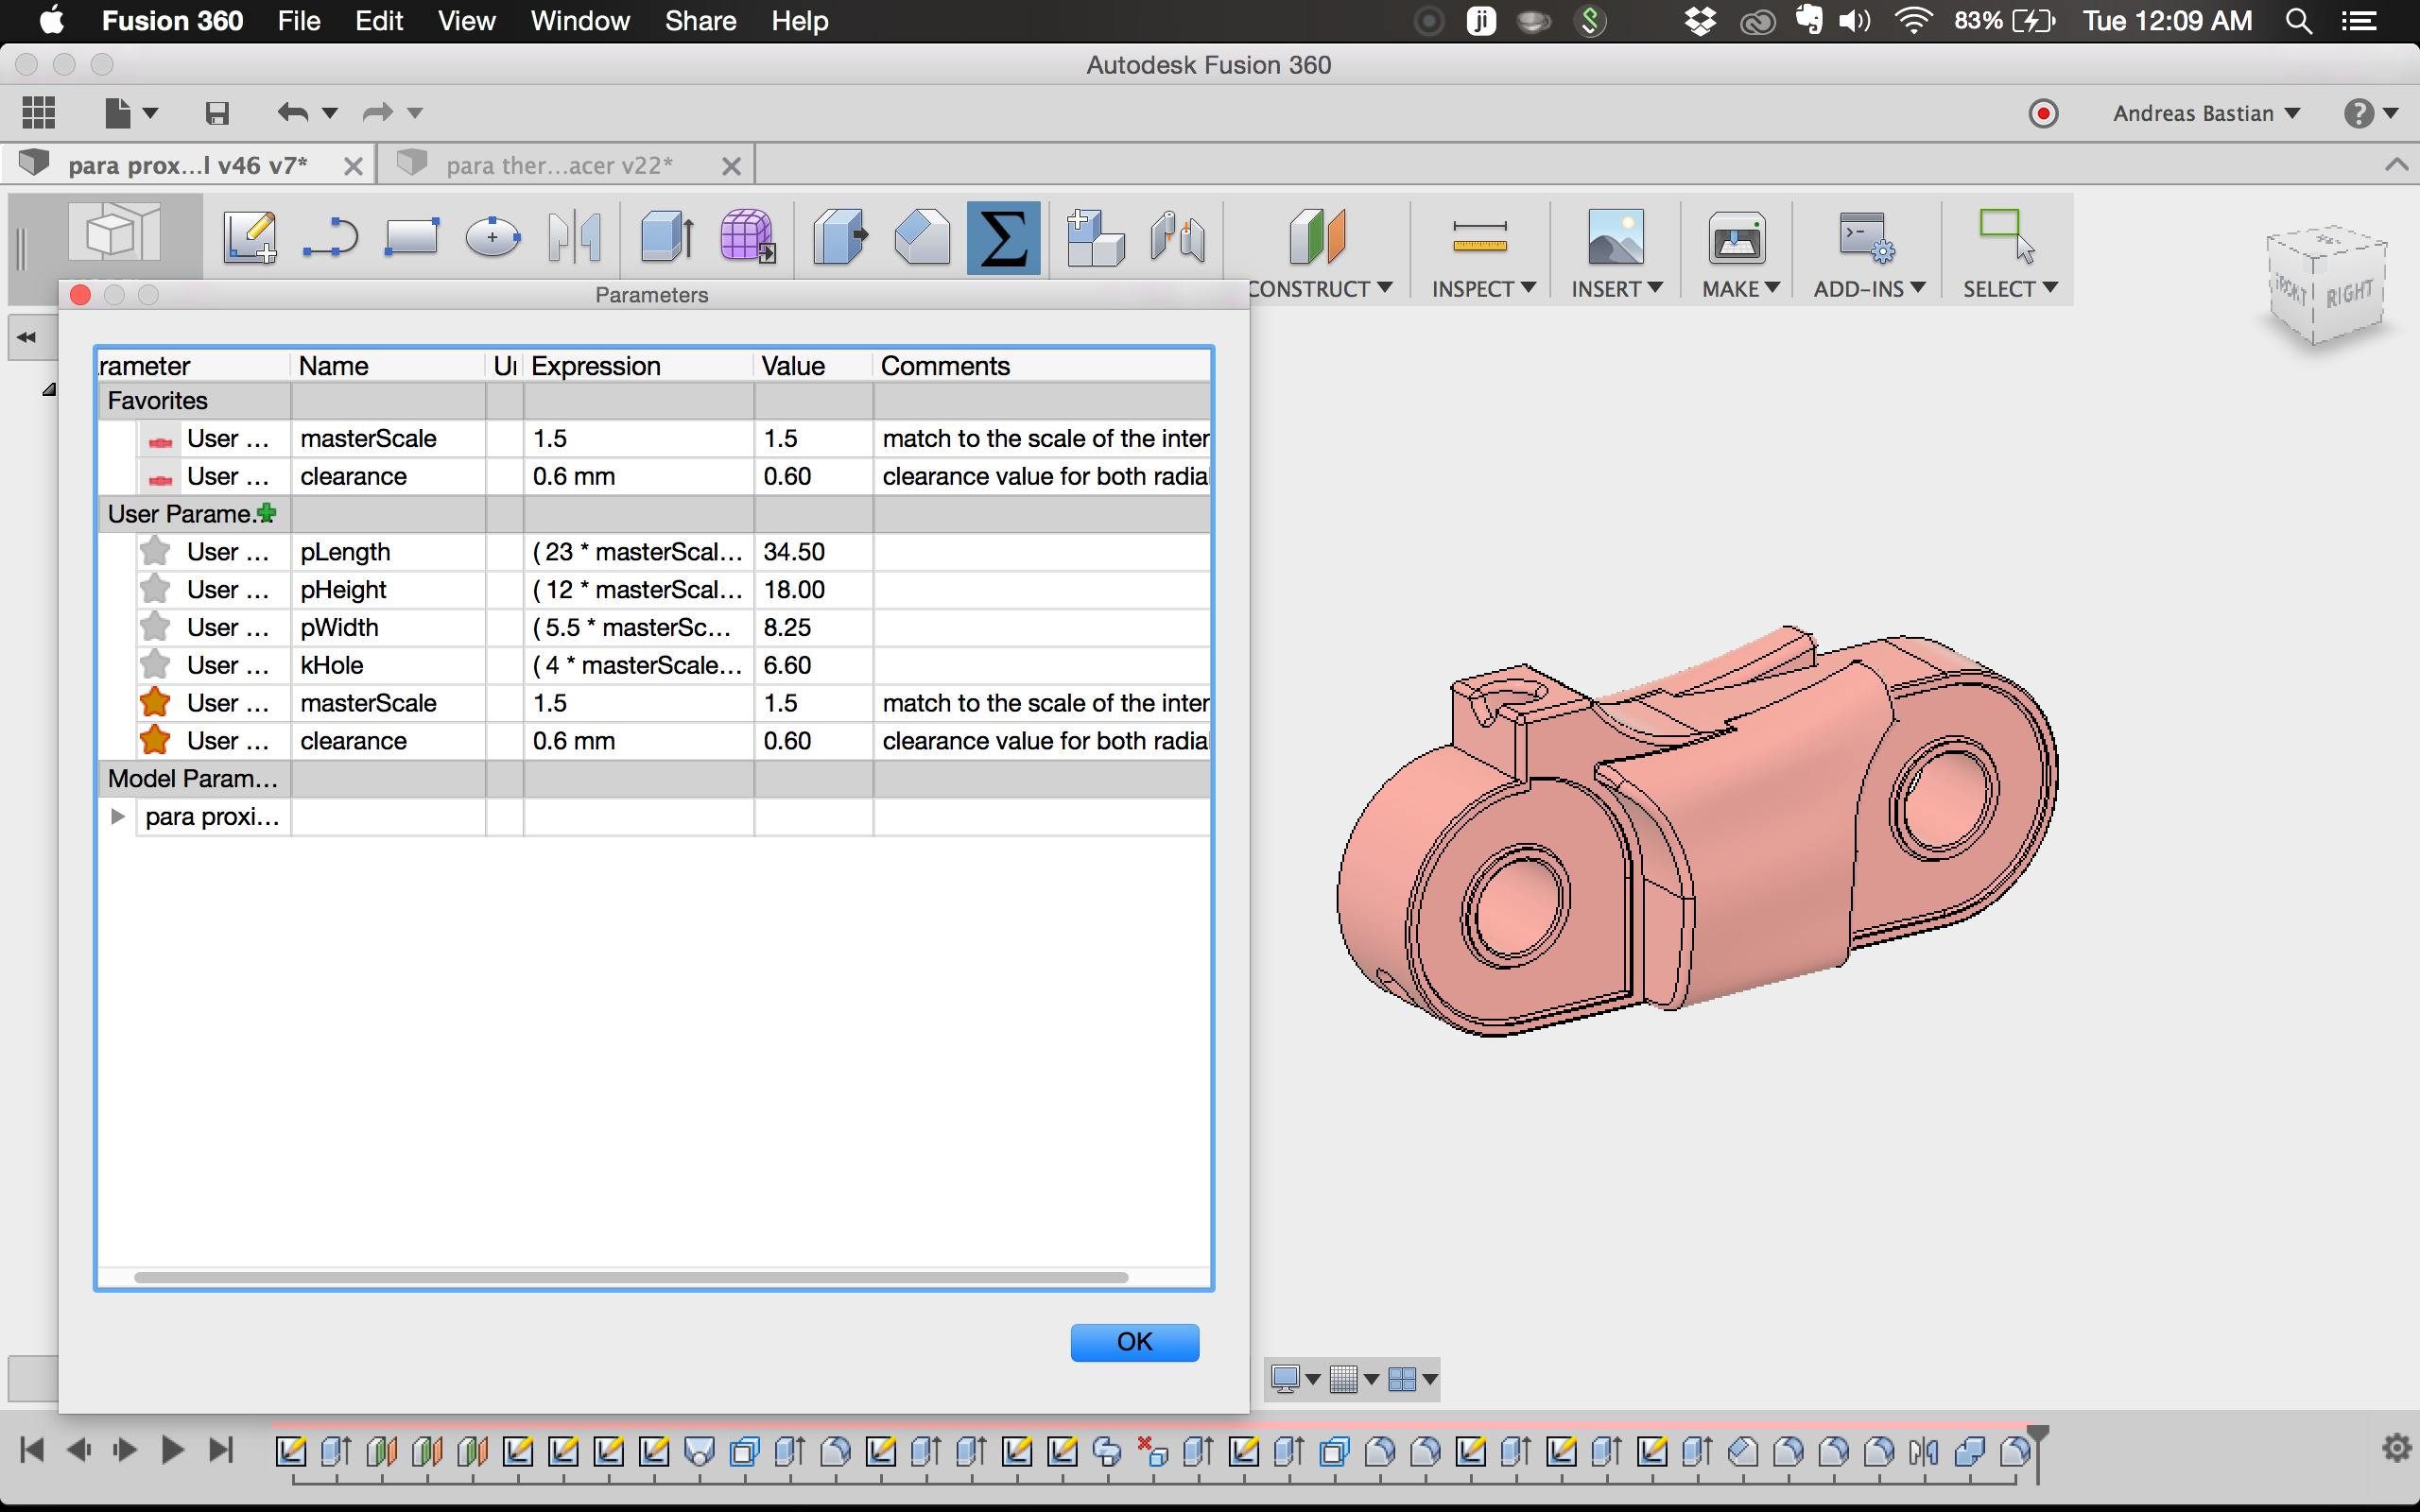 Fusion 360 File Edit View Window Share Help 83% Tue 12:09 AM
Autodesk Fusion 360
Andreas Bastian
para prox...l v46 v7* para ther...acer v22*
CONSTRUCT INSPECT INSERT MAKE ADD-INS SELECT
FRONT RIGHT
Parameters
rameter Name Expression Value Comments
Favorites
User ... masterScale 1.5 1.5 match to the scale of the inter
User ... clearance 0.6 mm 0.60 clearance value for both radia
User Parame...
User ... pLength ( 23 * masterScal... 34.50
User ... pHeight ( 12 * masterScal... 18.00
User ... pWidth ( 5.5 * masterSc... 8.25
User ... kHole ( 4 * masterScale... 6.60
User ... masterScale 1.5 1.5 match to the scale of the inter
User ... clearance 0.6 mm 0.60 clearance value for both radia
Model Param...
para proxi...
OK